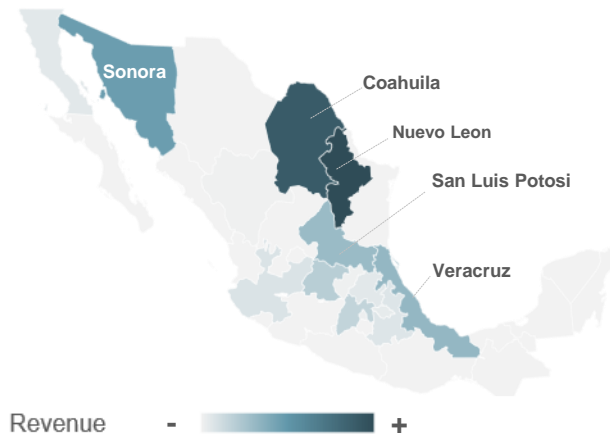 Sonora
Coahuila
Nuevo Leon
San Luis Potosi
Veracruz
Revenue - +